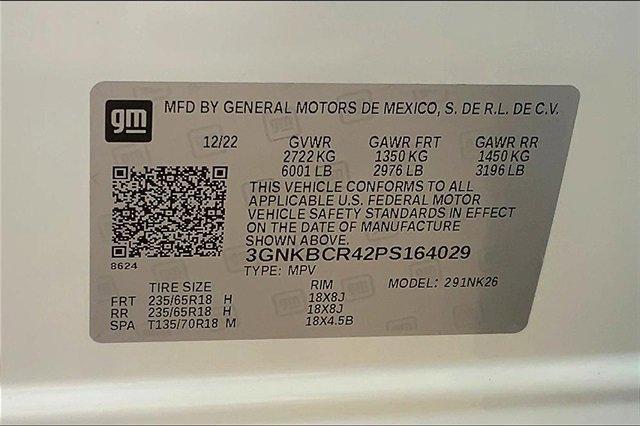 gm MFD BY GENERAL MOTORS DE MEXICO, S. DE R.L. DE C.V.
12/22 GVWR GAWR FRT GAWR RR
2722 KG 1350 KG 1450 KG
6001 LB 2976 LB 3196 LB
THIS VEHICLE CONFORMS TO ALL
APPLICABLE U.S. FEDERAL MOTOR
VEHICLE SAFETY STANDARDS IN EFFECT
ON THE DATE OF MANUFACTURE
SHOWN ABOVE.
8624 3GNKBCR42PS164029
TYPE: MPV MODEL: 291NK26
TIRE SIZE RIM
FRT 235/65R18 H 18X8J
RR 235/65R18 H 18X8J
SPA T135/70R18 M 18X4.5B